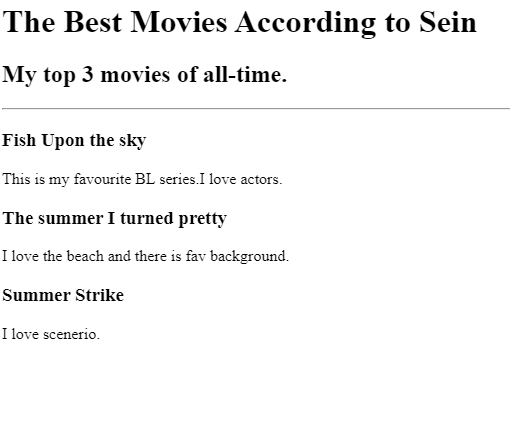 The Best Movies According to Sein
My top 3 movies of all-time.
Fish Upon the sky
This is my favourite BL series.I love actors.
The summer I turned pretty
I love the beach and there is fav background.
Summer Strike
I love scenerio.